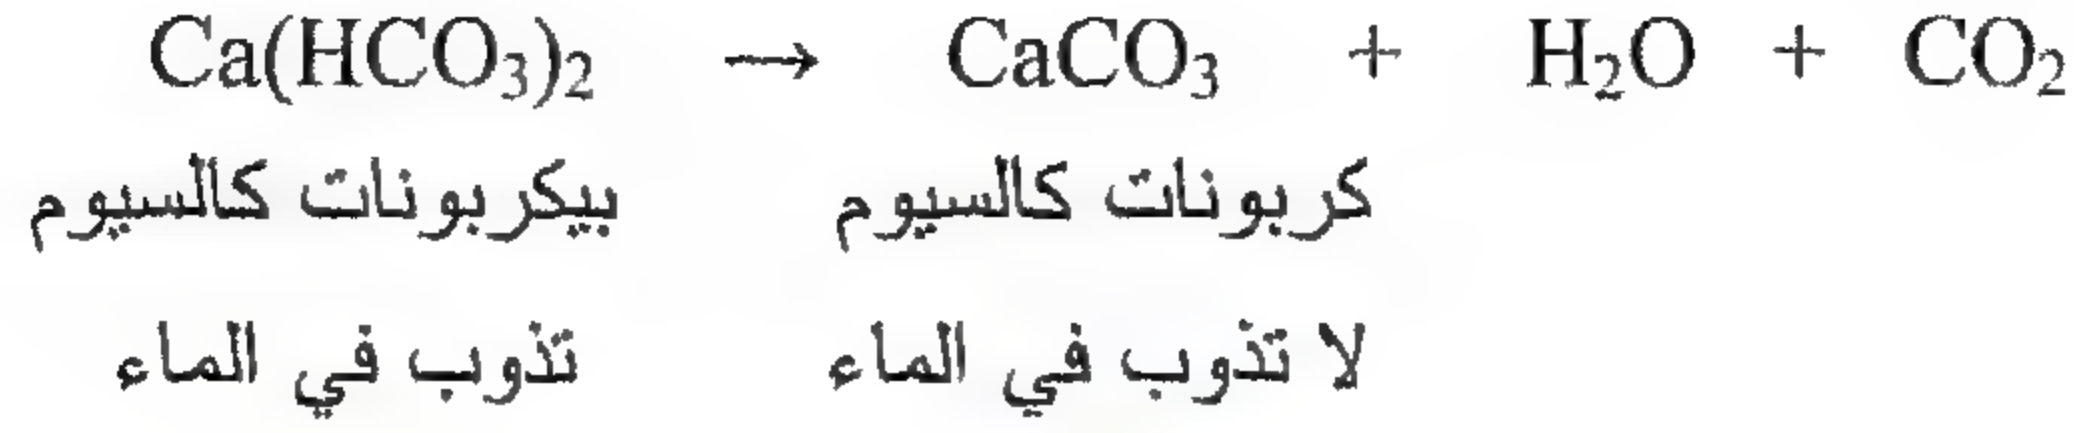 Ca(HCO₃)₂ → CaCO₃ + H₂O + CO₂
بيكربونات كالسيوم كربونات كالسيوم
تذوب في الماء لا تذوب في الماء